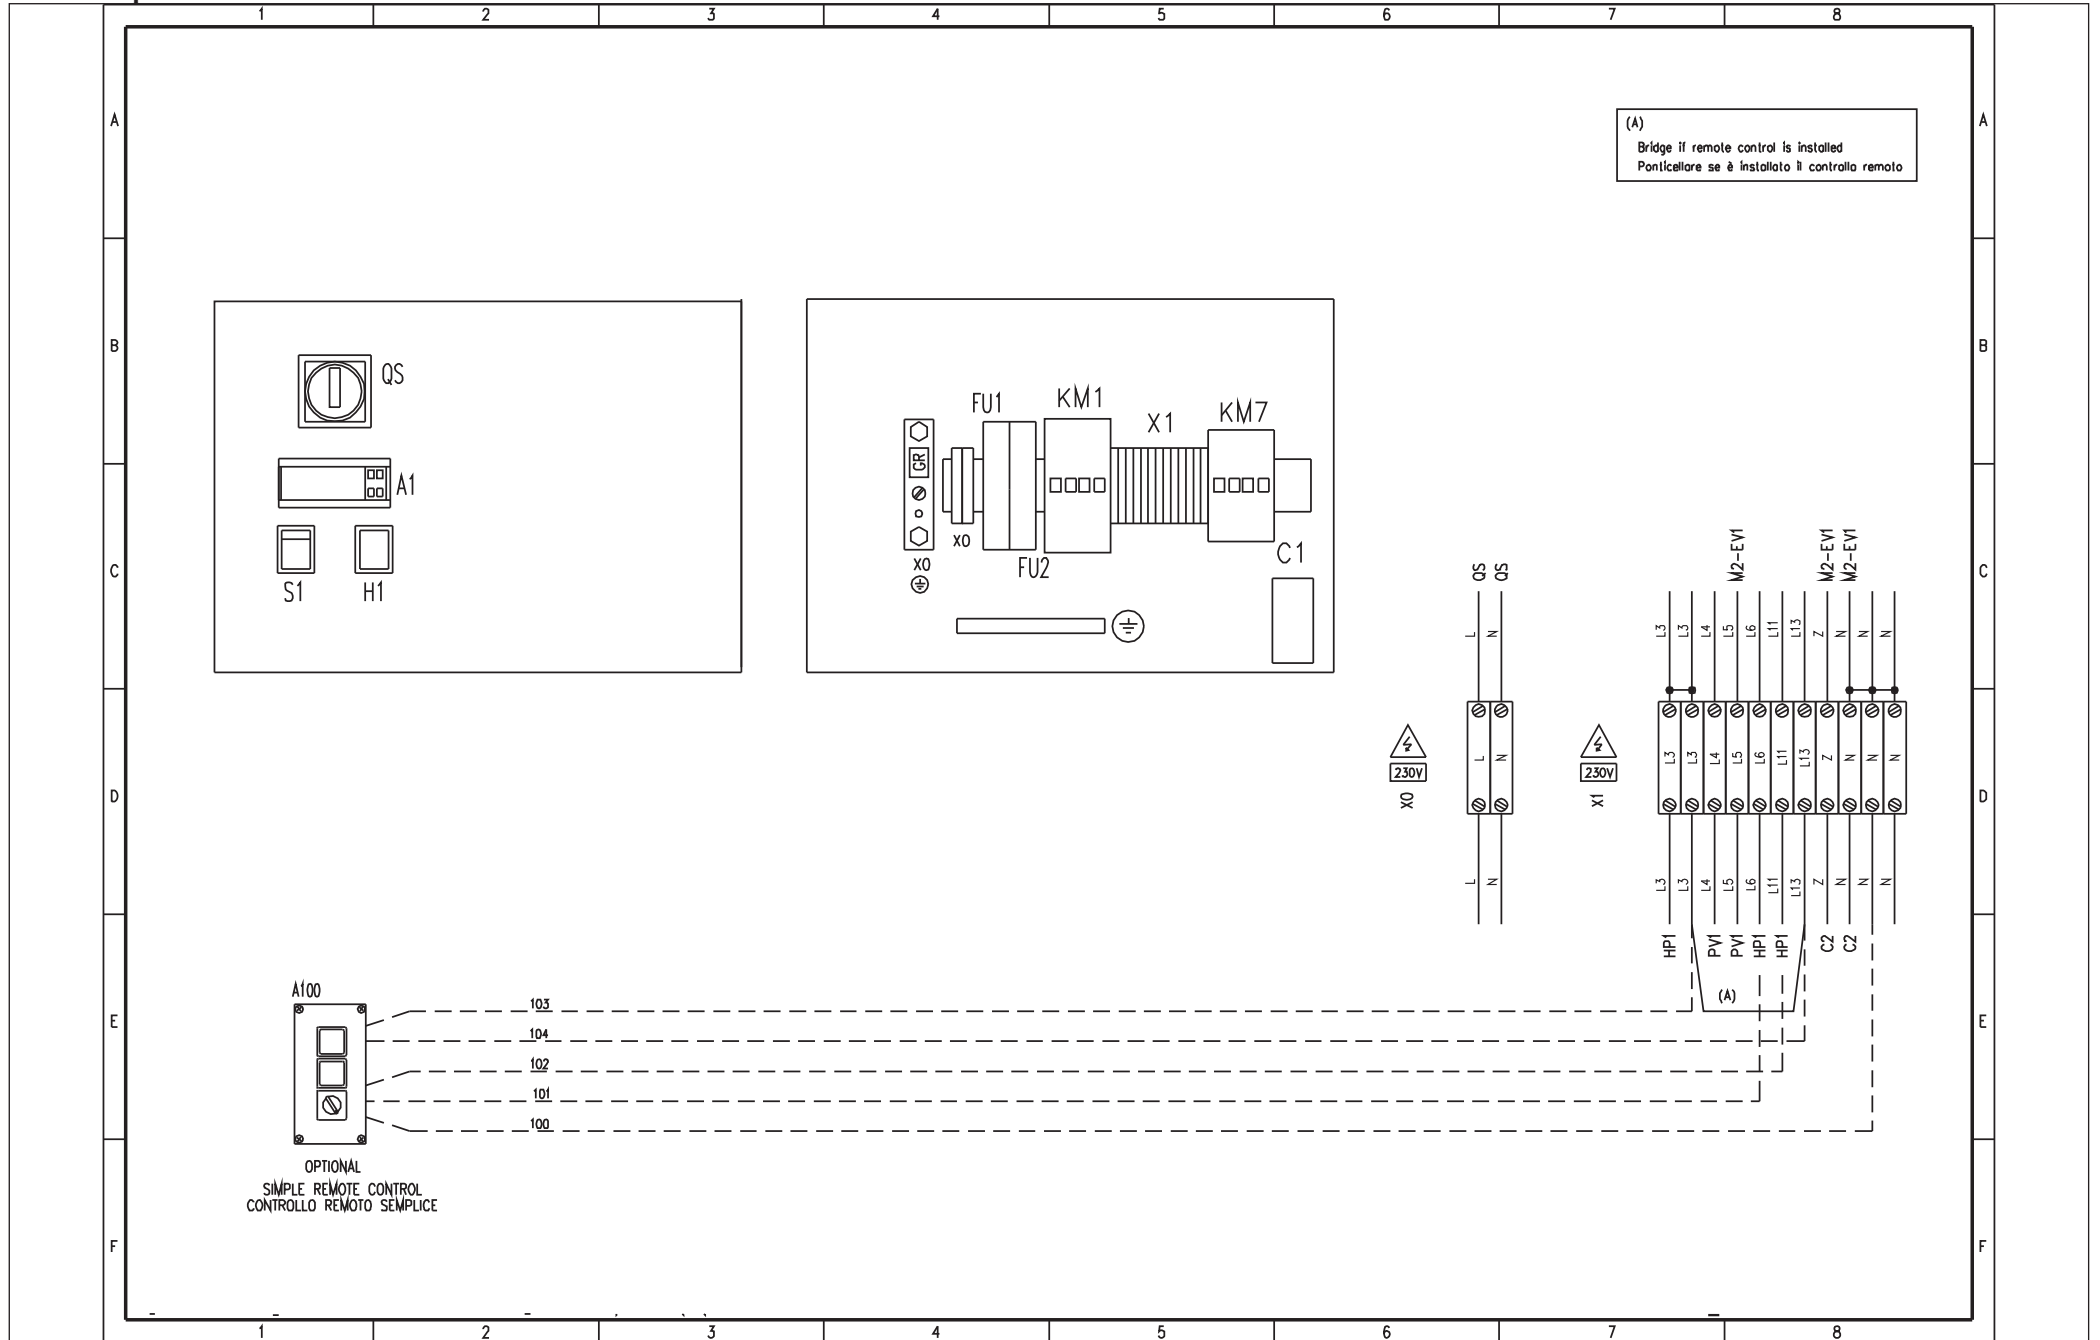 1 2 3 4 5 6 7 8
A A
(A)
Bridge if remote control is installed
Ponticellare se è installato il controllo remoto
B B
QS
A1
S1 H1
FU1 KM1 X1 KM7
GR
X0 X0
FU2
C1
C C
QS QS
M2-EV1 M2-EV1 M2-EV1
L N
L3 L3 L4 L5 L6 L11 L13 Z N N N
D D
230V
X0
L N
230V
X1
L3 L3 L4 L5 L6 L11 L13 Z N N N
L N
L3 L3 L4 L5 L6 L11 L13 Z N N N
HP1 PV1 PV1 HP1 HP1 C2 C2
(A)
E E
A100
103
104
102
101
100
OPTIONAL
SIMPLE REMOTE CONTROL
CONTROLLO REMOTO SEMPLICE
F F
1 2 3 4 5 6 7 8